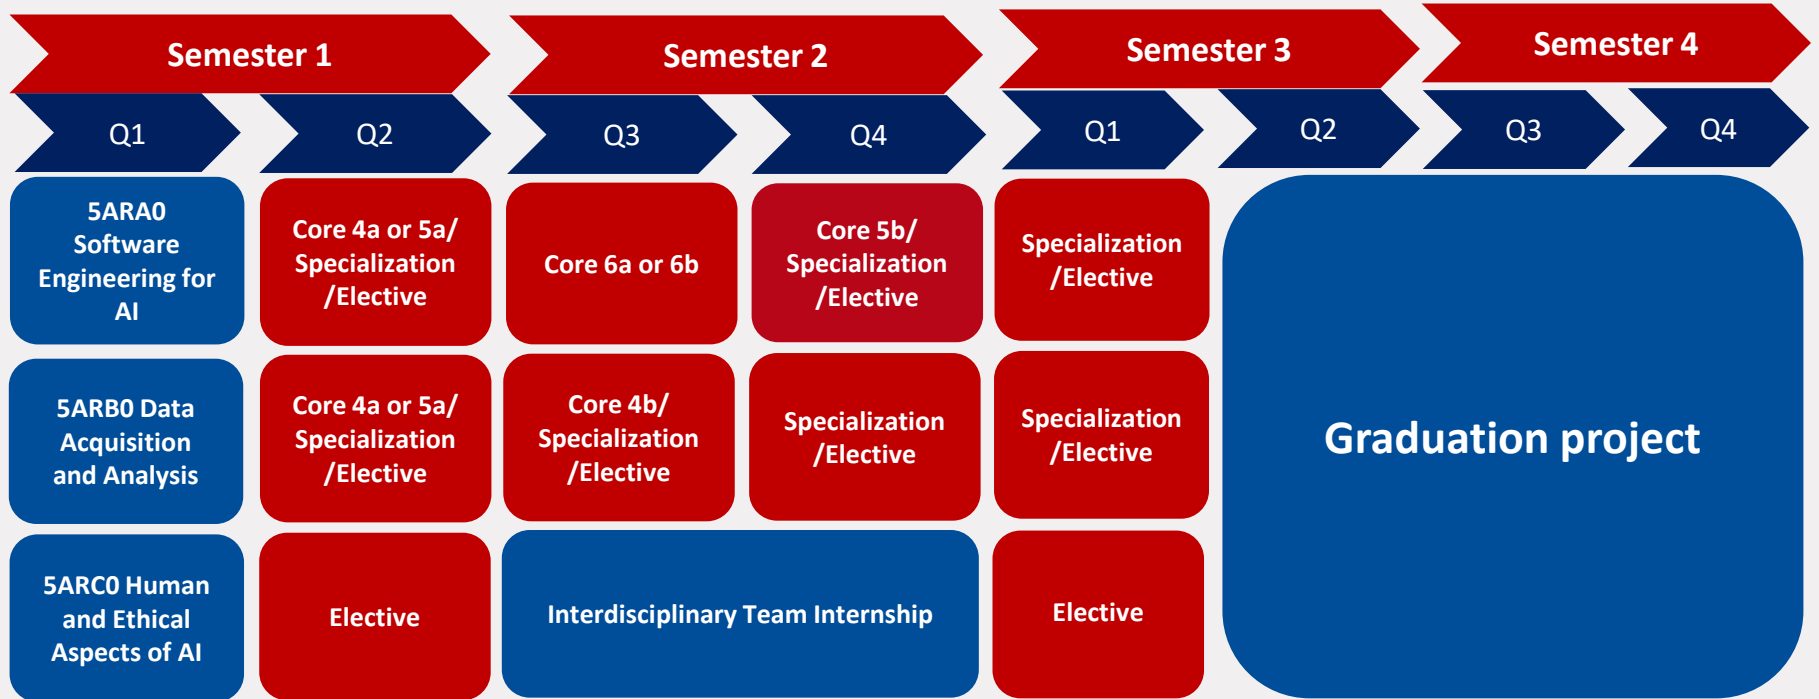 Semester 1
Semester 2
Semester 3
Semester 4
Q1
Q2
Q3
Q4
Q1
Q2
Q3
Q4
5ARA0
Software
Engineering for
AI
Core 4a or 5a/
Specialization
/Elective
Core 6a or 6b
Core 5b/
Specialization
/Elective
Specialization
/Elective
5ARB0 Data
Acquisition
and Analysis
Core 4a or 5a/
Specialization
/Elective
Core 4b/
Specialization
/Elective
Specialization
/Elective
Specialization
/Elective
Graduation project
5ARC0 Human
and Ethical
Aspects of AI
Elective
Interdisciplinary Team Internship
Elective